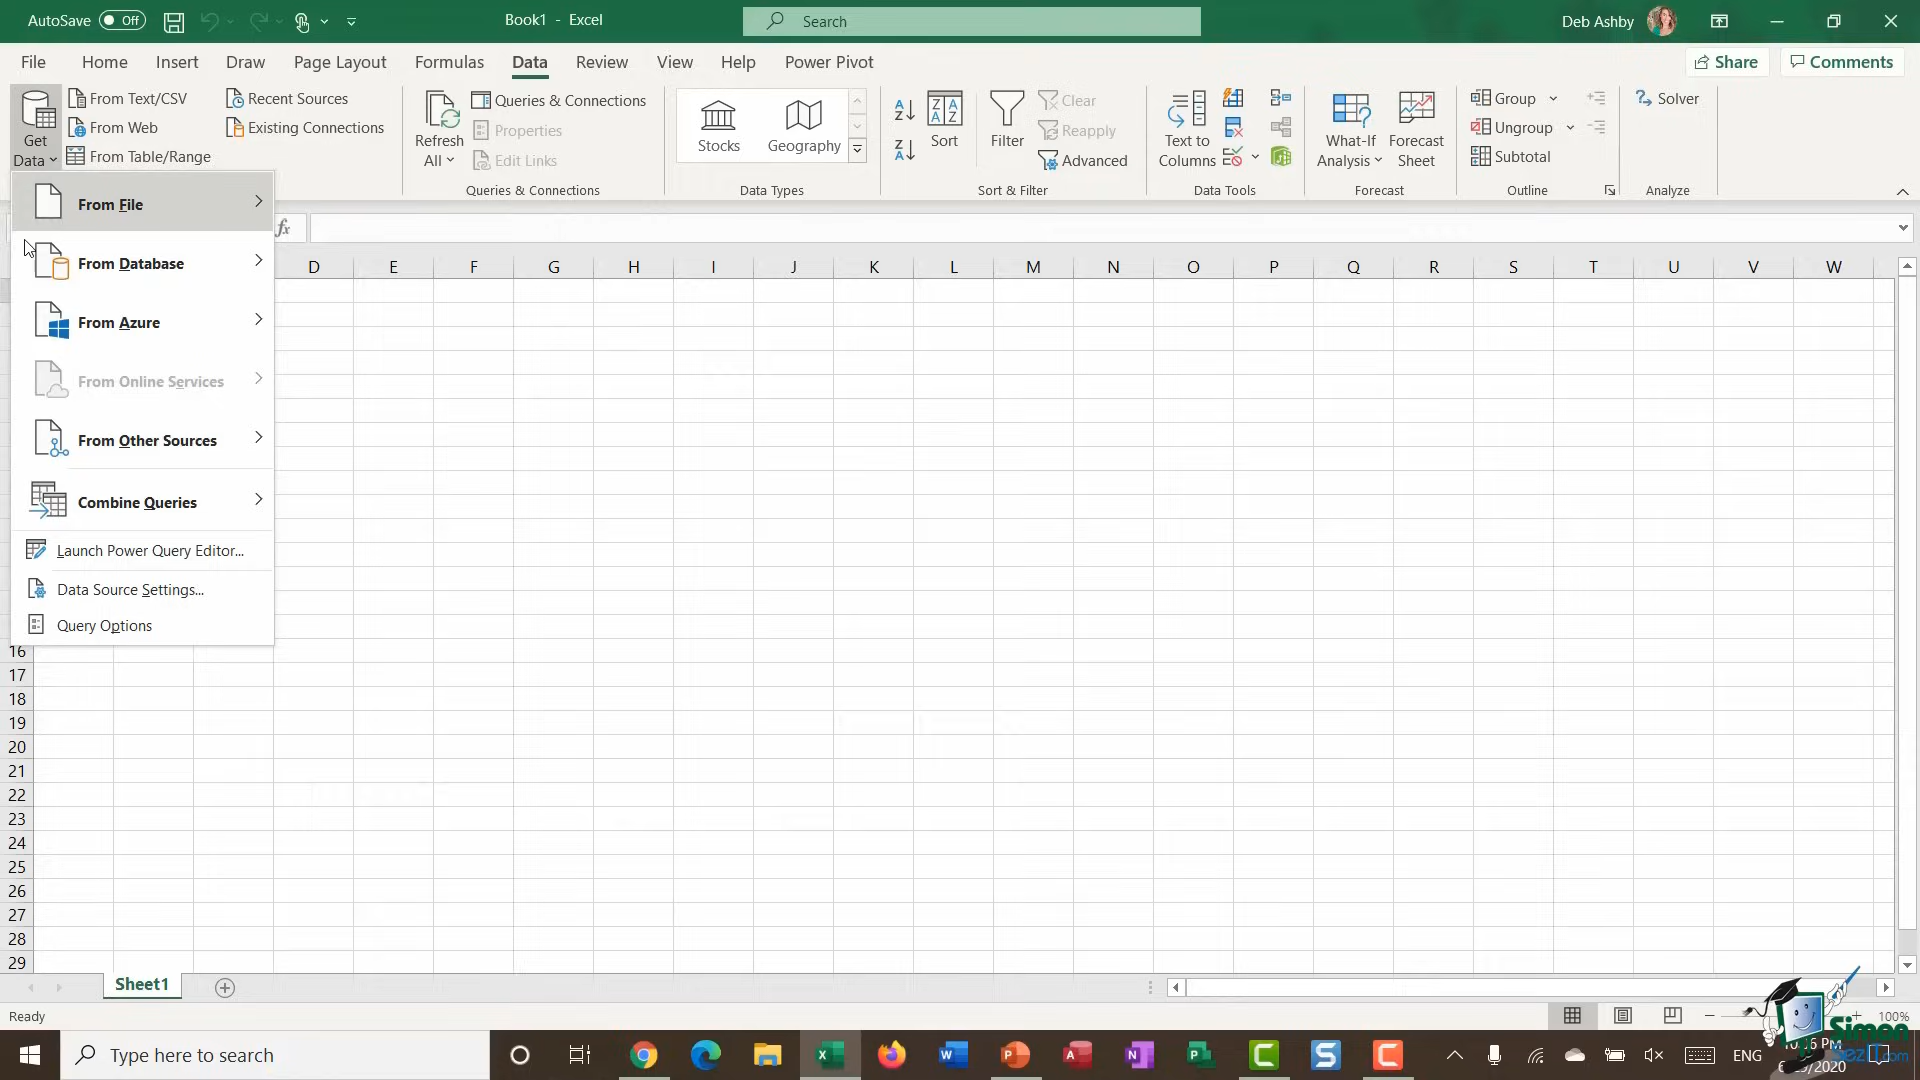 AutoSave Off
Book1 - Excel
Search
Deb Ashby
File Home Insert Draw Page Layout Formulas Data Review View Help Power Pivot
Share Comments
Get Data
From Text/CSV
From Web
From Table/Range
Recent Sources
Existing Connections
Refresh All
Queries & Connections
Properties
Edit Links
Queries & Connections
Stocks
Geography
Data Types
Sort
Filter
Clear
Reapply
Advanced
Sort & Filter
Text to Columns
Data Tools
What-If Analysis
Forecast Sheet
Forecast
Group
Ungroup
Subtotal
Outline
Solver
Analyze
From File
From Database
From Azure
From Online Services
From Other Sources
Combine Queries
Launch Power Query Editor...
Data Source Settings...
Query Options
fx
D E F G H I J K L M N O P Q R S T U V W
16
17
18
19
20
21
22
23
24
25
26
27
28
29
Sheet1
Ready
100%
Type here to search
ENG
Simon
Sez IT.com